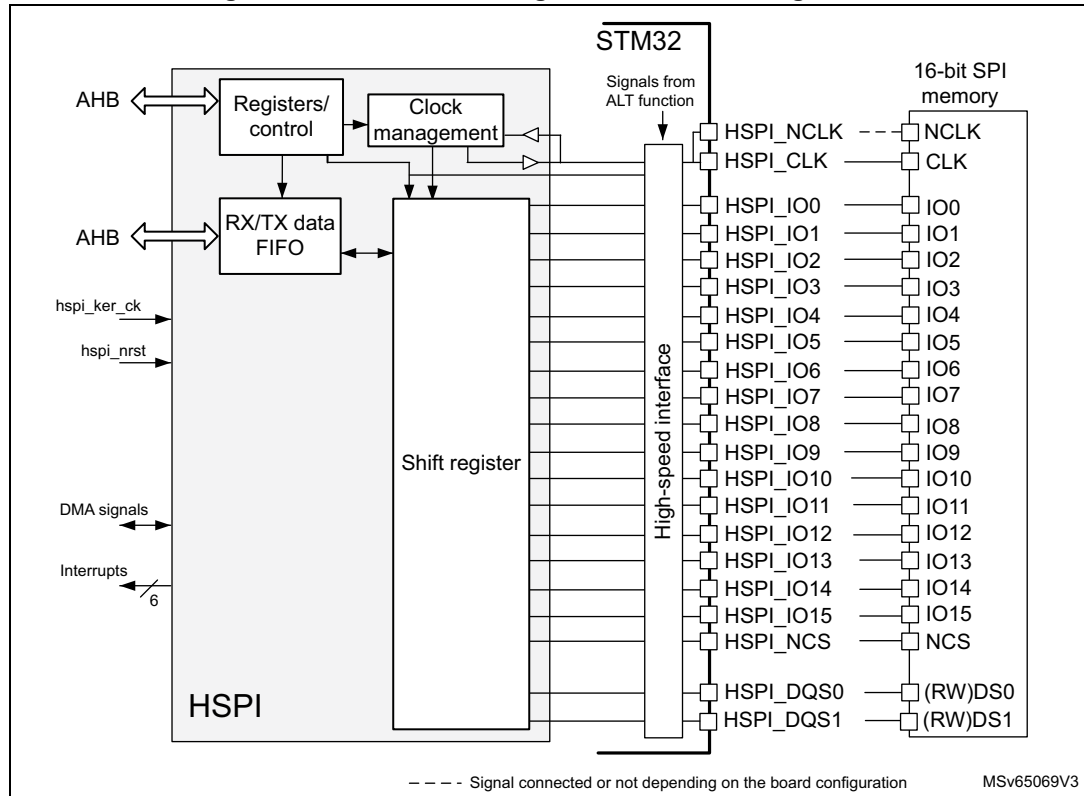 STM32
Signals from
ALT function
16-bit SPI
memory
AHB
Registers/
control
Clock
management
HSPI_NCLK
NCLK
HSPI_CLK
CLK
AHB
RX/TX data
FIFO
HSPI_IO0
IO0
HSPI_IO1
IO1
HSPI_IO2
IO2
HSPI_IO3
IO3
hspi_ker_ck
HSPI_IO4
IO4
hspi_nrst
HSPI_IO5
IO5
HSPI_IO6
IO6
HSPI_IO7
IO7
HSPI_IO8
IO8
Shift register
High-speed interface
HSPI_IO9
IO9
HSPI_IO10
IO10
DMA signals
HSPI_IO11
IO11
HSPI_IO12
IO12
HSPI_IO13
IO13
Interrupts
6
HSPI_IO14
IO14
HSPI_IO15
IO15
HSPI_NCS
NCS
HSPI
HSPI_DQS0
(RW)DS0
HSPI_DQS1
(RW)DS1
Signal connected or not depending on the board configuration
MSv65069V3